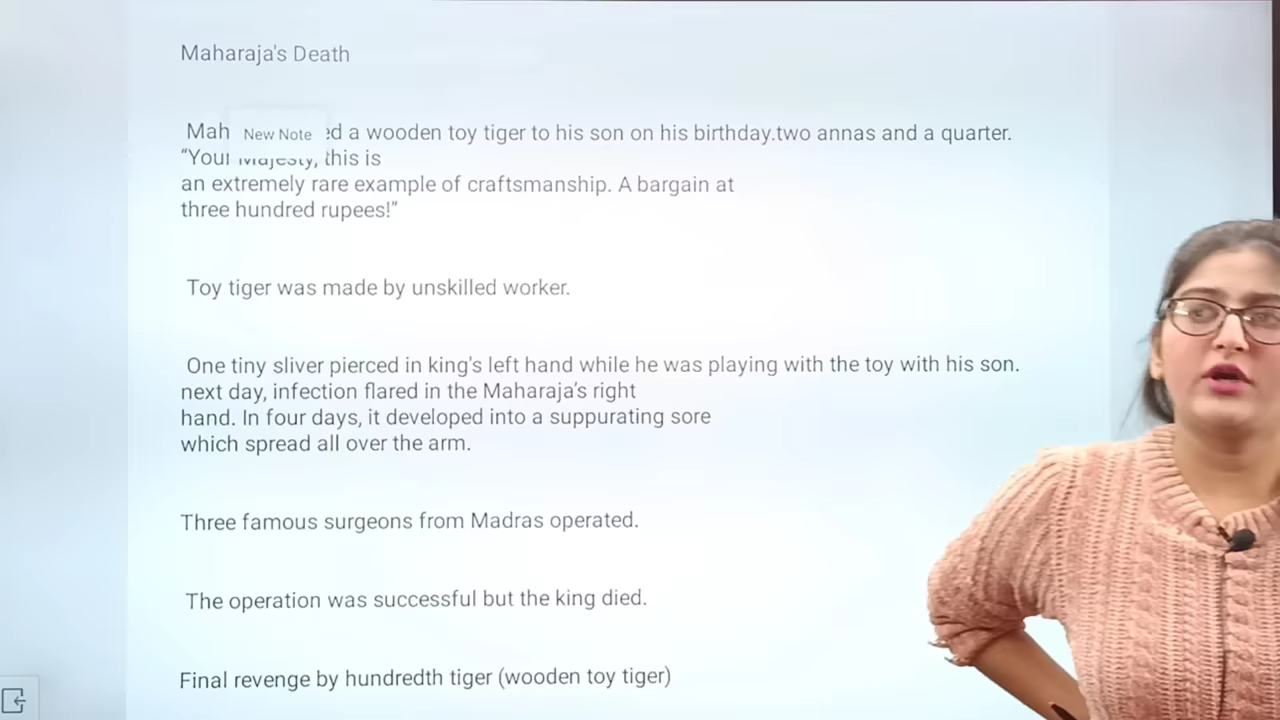 Maharaja's Death
Mah New Note ed a wooden toy tiger to his son on his birthday.two annas and a quarter.
“Your Majesty, this is
an extremely rare example of craftsmanship. A bargain at
three hundred rupees!”
Toy tiger was made by unskilled worker.
One tiny sliver pierced in king's left hand while he was playing with the toy with his son.
next day, infection flared in the Maharaja’s right
hand. In four days, it developed into a suppurating sore
which spread all over the arm.
Three famous surgeons from Madras operated.
The operation was successful but the king died.
Final revenge by hundredth tiger (wooden toy tiger)